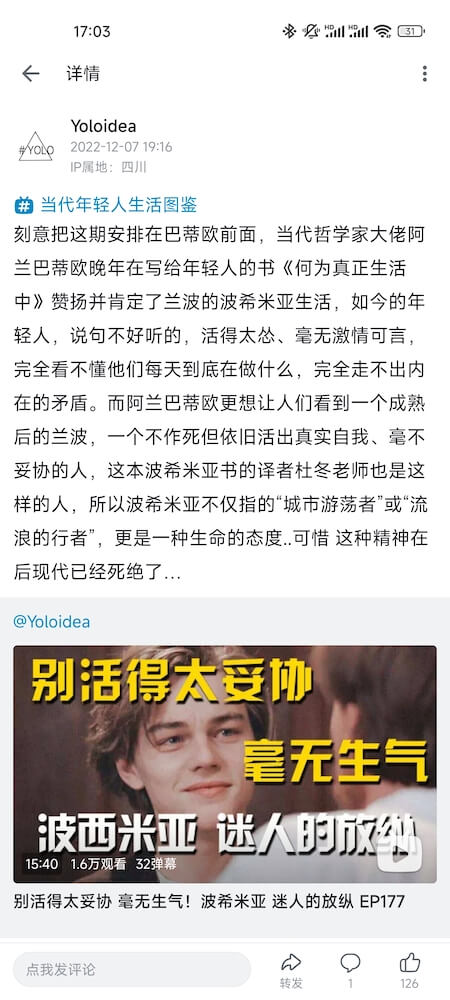 17:03
HD HD 31
详情
Yoloidea
#YOLO
2022-12-07 19:16
IP属地：四川
# 当代年轻人生活图鉴
刻意把这期安排在巴蒂欧前面，当代哲学家大佬阿
兰巴蒂欧晚年在写给年轻人的书《何为真正生活
中》赞扬并肯定了兰波的波希米亚生活，如今的年
轻人，说句不好听的，活得太怂、毫无激情可言，
完全看不懂他们每天到底在做什么，完全走不出内
在的矛盾。而阿兰巴蒂欧更想让人们看到一个成熟
后的兰波，一个不作死但依旧活出真实自我、毫不
妥协的人，这本波希米亚书的译者杜冬老师也是这
样的人，所以波希米亚不仅指的“城市游荡者”或“流
浪的行者”，更是一种生命的态度..可惜 这种精神在
后现代已经死绝了...
@Yoloidea
别活得太妥协
毫无生气
波西米亚 迷人的放纵
15:40 1.6万观看 32弹幕
别活得太妥协 毫无生气！波希米亚 迷人的放纵 EP177
点我发评论
转发
1
126